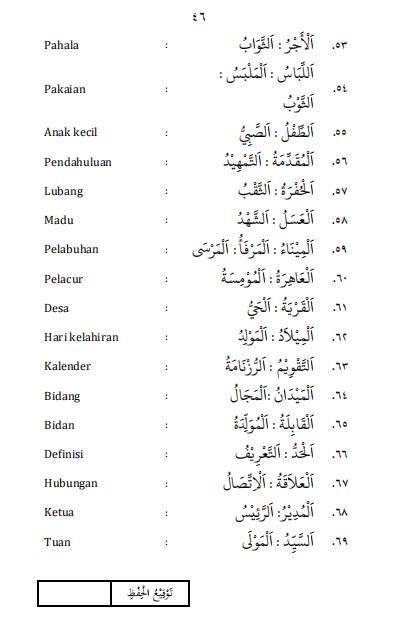 ٤٦
٥٣. اَلْأَجْرُ : اَلثَّوَابُ : Pahala
٥٤. اَللِّبَاسُ : اَلْمَلْبَسُ : اَلثَّوْبُ : Pakaian
٥٥. اَلطِّفْلُ : اَلصَّبِيُّ : Anak kecil
٥٦. اَلْمُقَدِّمَةُ : اَلتَّمْهِيْدُ : Pendahuluan
٥٧. اَلْحُفْرَةُ : اَلثَّقْبُ : Lubang
٥٨. اَلْعَسَلُ : اَلشَّهْدُ : Madu
٥٩. اَلْمِيْنَاءُ : اَلْمَرْفَأُ : اَلْمَرْسَى : Pelabuhan
٦٠. اَلْعَاهِرَةُ : اَلْمُوْمِسَةُ : Pelacur
٦١. اَلْقَرْيَةُ : اَلْحَيُّ : Desa
٦٢. اَلْمِيْلَادُ : اَلْمَوْلِدُ : Hari kelahiran
٦٣. اَلتَّقْوِيْمُ : اَلرُّزْنَامَةُ : Kalender
٦٤. اَلْمَيْدَانُ : اَلْمَجَالُ : Bidang
٦٥. اَلْقَابِلَةُ : اَلْمُوَلِّدَةُ : Bidan
٦٦. اَلْحَدُّ : اَلتَّعْرِيْفُ : Definisi
٦٧. اَلْعَلَاقَةُ : اَلْاِتِّصَالُ : Hubungan
٦٨. اَلْمُدِيْرُ : اَلرَّئِيْسُ : Ketua
٦٩. اَلسَّيِّدُ : اَلْمَوْلَى : Tuan
تَوْقِيْعُ الْحِفْظِ